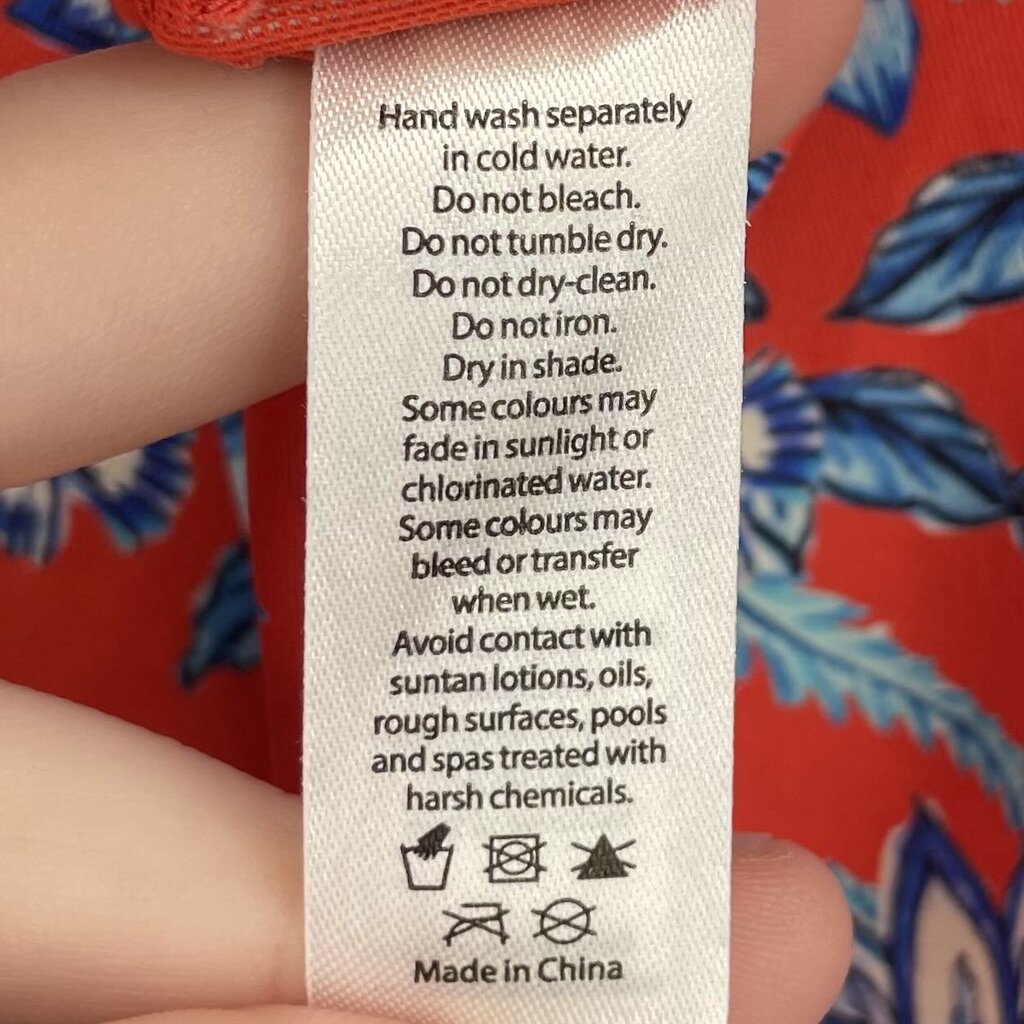 Hand wash separately
in cold water.
Do not bleach.
Do not tumble dry.
Do not dry-clean.
Do not iron.
Dry in shade.
Some colours may
fade in sunlight or
chlorinated water.
Some colours may
bleed or transfer
when wet.
Avoid contact with
suntan lotions, oils,
rough surfaces, pools
and spas treated with
harsh chemicals.
Made in China